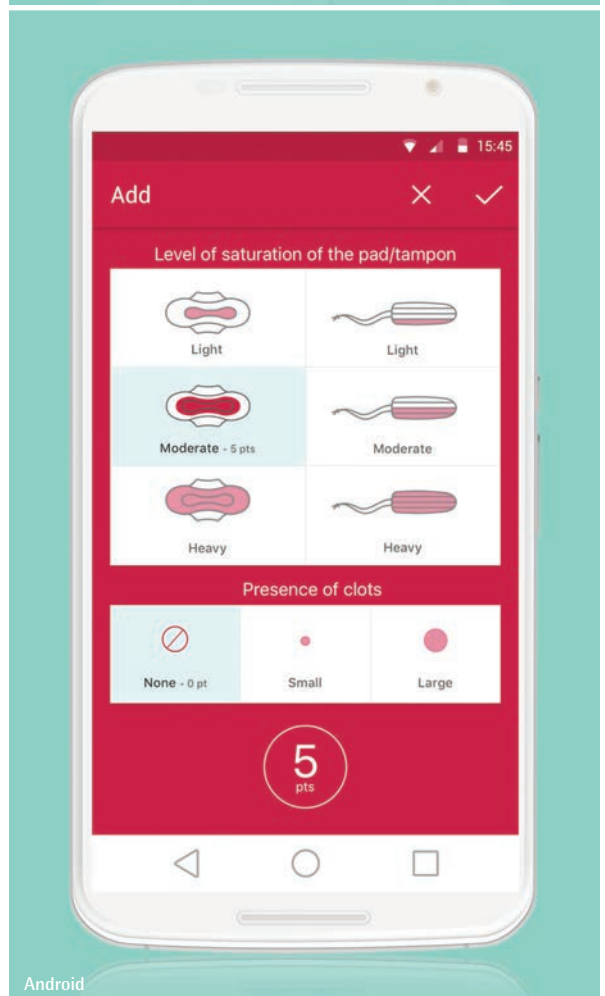 15:45
Add
Level of saturation of the pad/tampon
Light
Light
Moderate - 5 pts
Moderate
Heavy
Heavy
Presence of clots
None - 0 pt
Small
Large
5
pts
Android